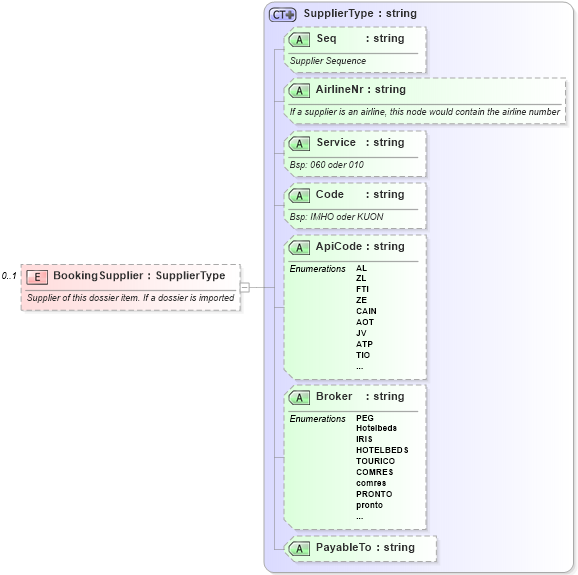 CT
SupplierType : string
A Seq : string
Supplier Sequence
A AirlineNr : string
If a supplier is an airline, this node would contain the airline number
A Service : string
Bsp: 060 oder 010
A Code : string
Bsp: IMHO oder KUON
A ApiCode : string
Enumerations AL
ZL
FTI
ZE
CAIN
AOT
JV
ATP
TIO
...
0..1
E BookingSupplier : SupplierType
Supplier of this dossier item. If a dossier is imported
A Broker : string
Enumerations PEG
Hotelbeds
IRIS
HOTELBEDS
TOURICO
COMRES
comres
PRONTO
pronto
...
A PayableTo : string